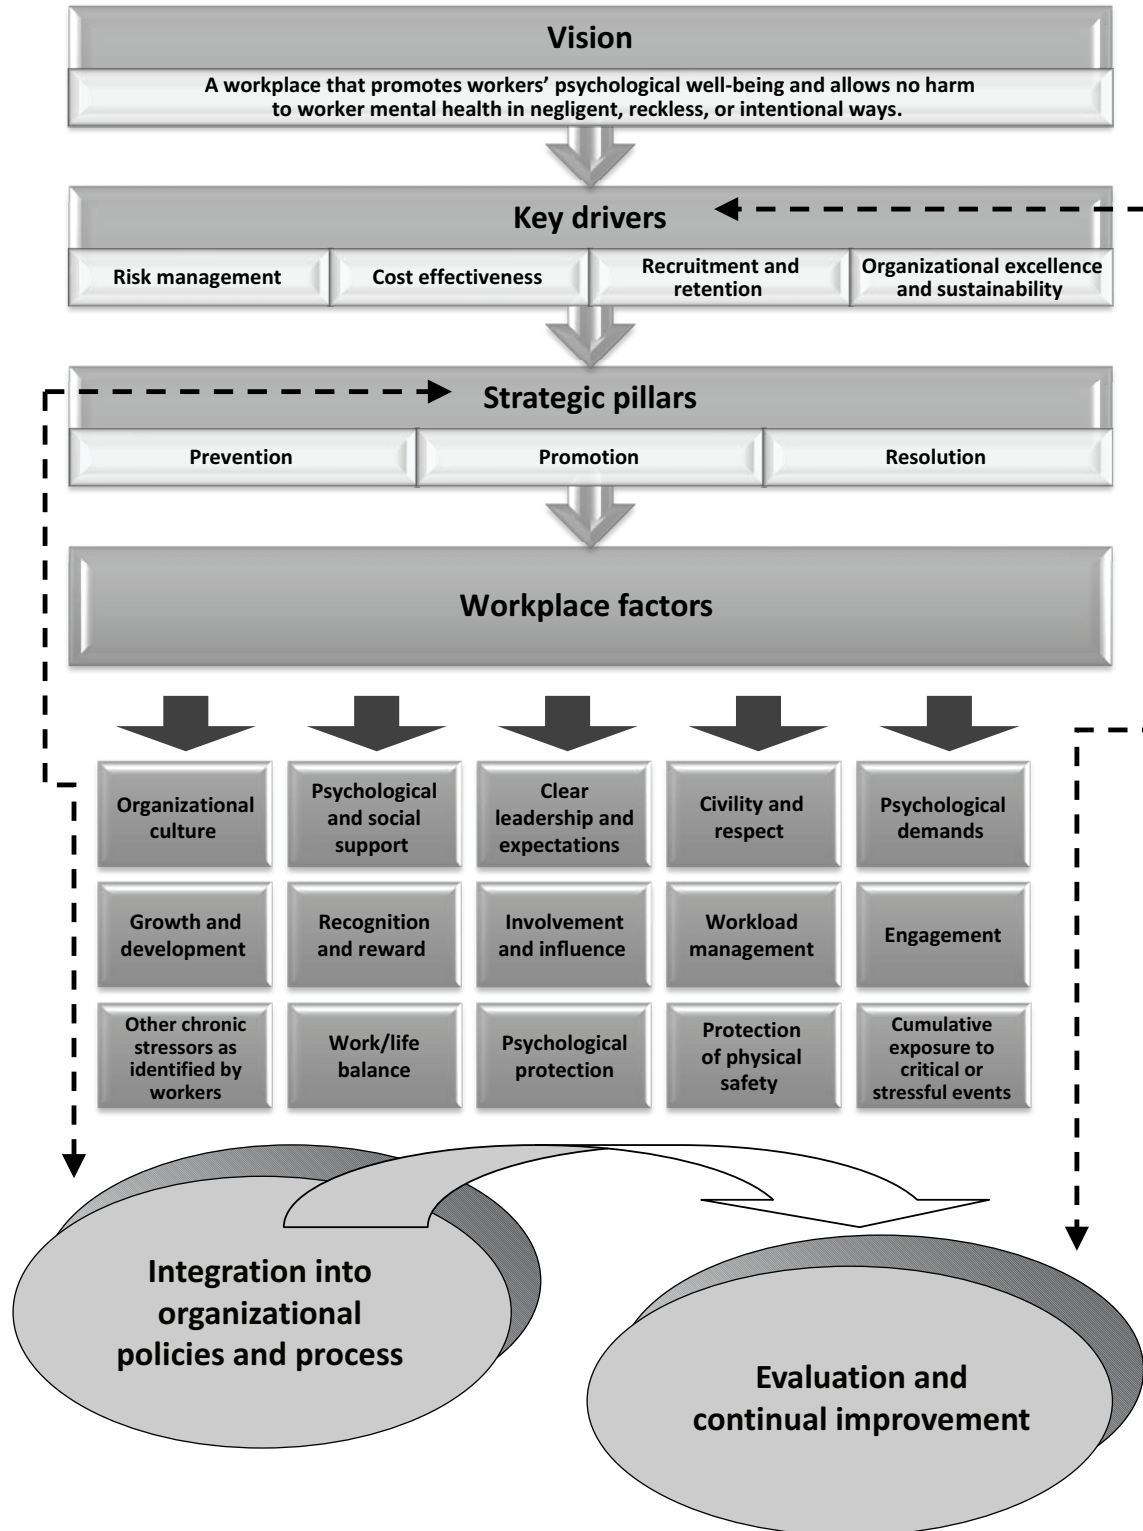 Vision
A workplace that promotes workers’ psychological well-being and allows no harm
to worker mental health in negligent, reckless, or intentional ways.
Key drivers
Risk management
Cost effectiveness
Recruitment and
retention
Organizational excellence
and sustainability
Strategic pillars
Prevention
Promotion
Resolution
Workplace factors
Organizational
culture
Psychological
and social
support
Clear
leadership and
expectations
Civility and
respect
Psychological
demands
Growth and
development
Recognition
and reward
Involvement
and influence
Workload
management
Engagement
Other chronic
stressors as
identified by
workers
Work/life
balance
Psychological
protection
Protection
of physical
safety
Cumulative
exposure to
critical or
stressful events
Integration into
organizational
policies and process
Evaluation and
continual improvement